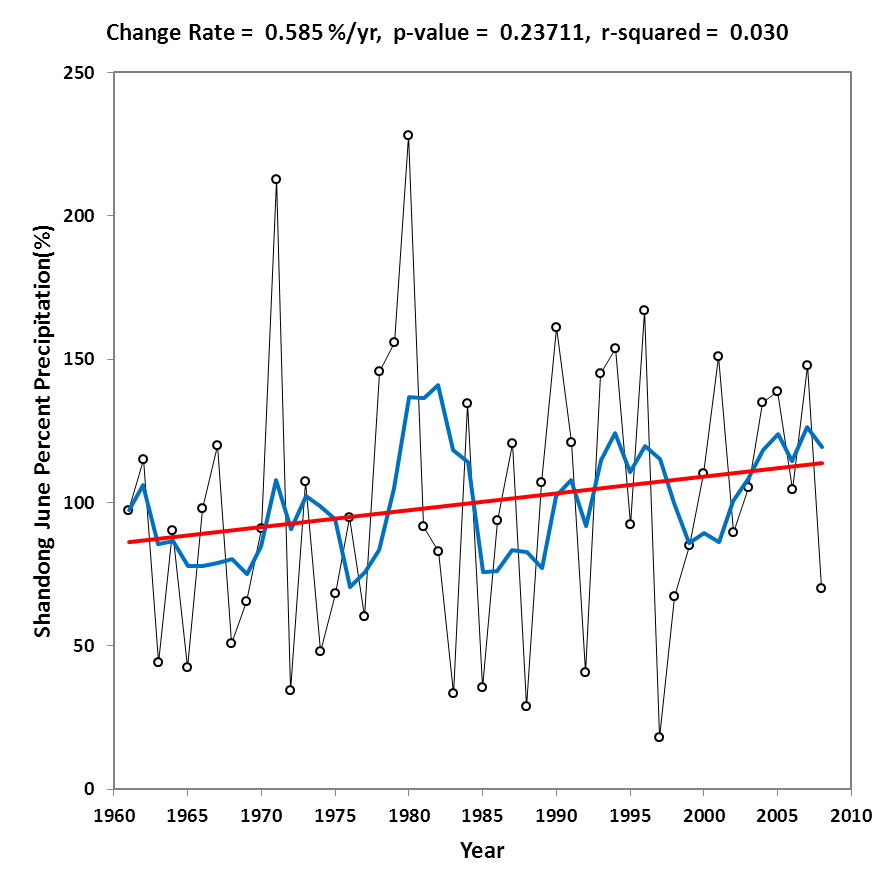 Change Rate = 0.585 %/yr, p-value = 0.23711, r-squared = 0.030
250
200
150
100
50
0
Shandong June Percent Precipitation(%)
1960 1965 1970 1975 1980 1985 1990 1995 2000 2005 2010
Year